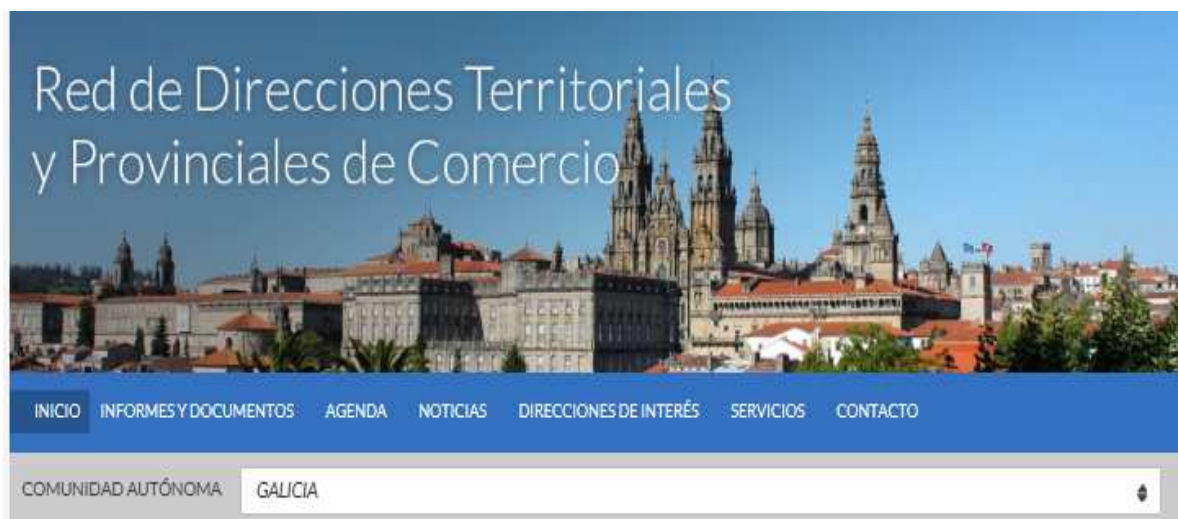 Red de Direcciones Territoriales
y Provinciales de Comercio
INICIO INFORMES Y DOCUMENTOS AGENDA NOTICIAS DIRECCIONES DE INTERÉS SERVICIOS CONTACTO
COMUNIDAD AUTÓNOMA GALICIA